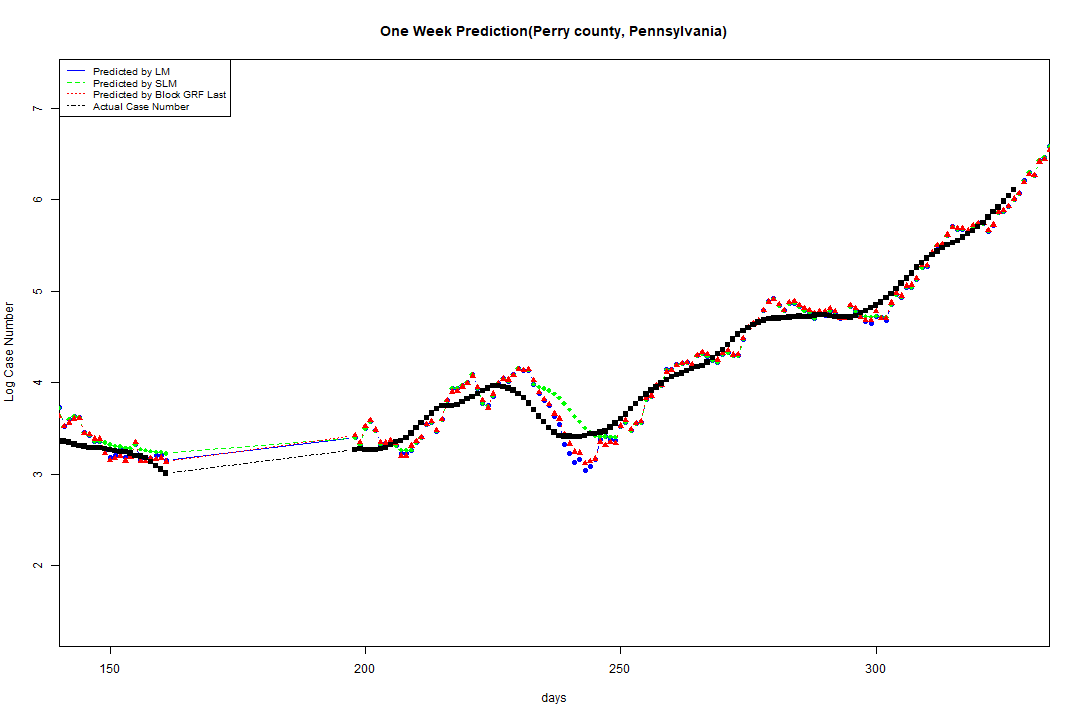 One Week Prediction(Perry county, Pennsylvania)
Predicted by LM
Predicted by SLM
Predicted by Block GRF Last
Actual Case Number
7
6
5
4
3
2
Log Case Number
150 200 250 300
days